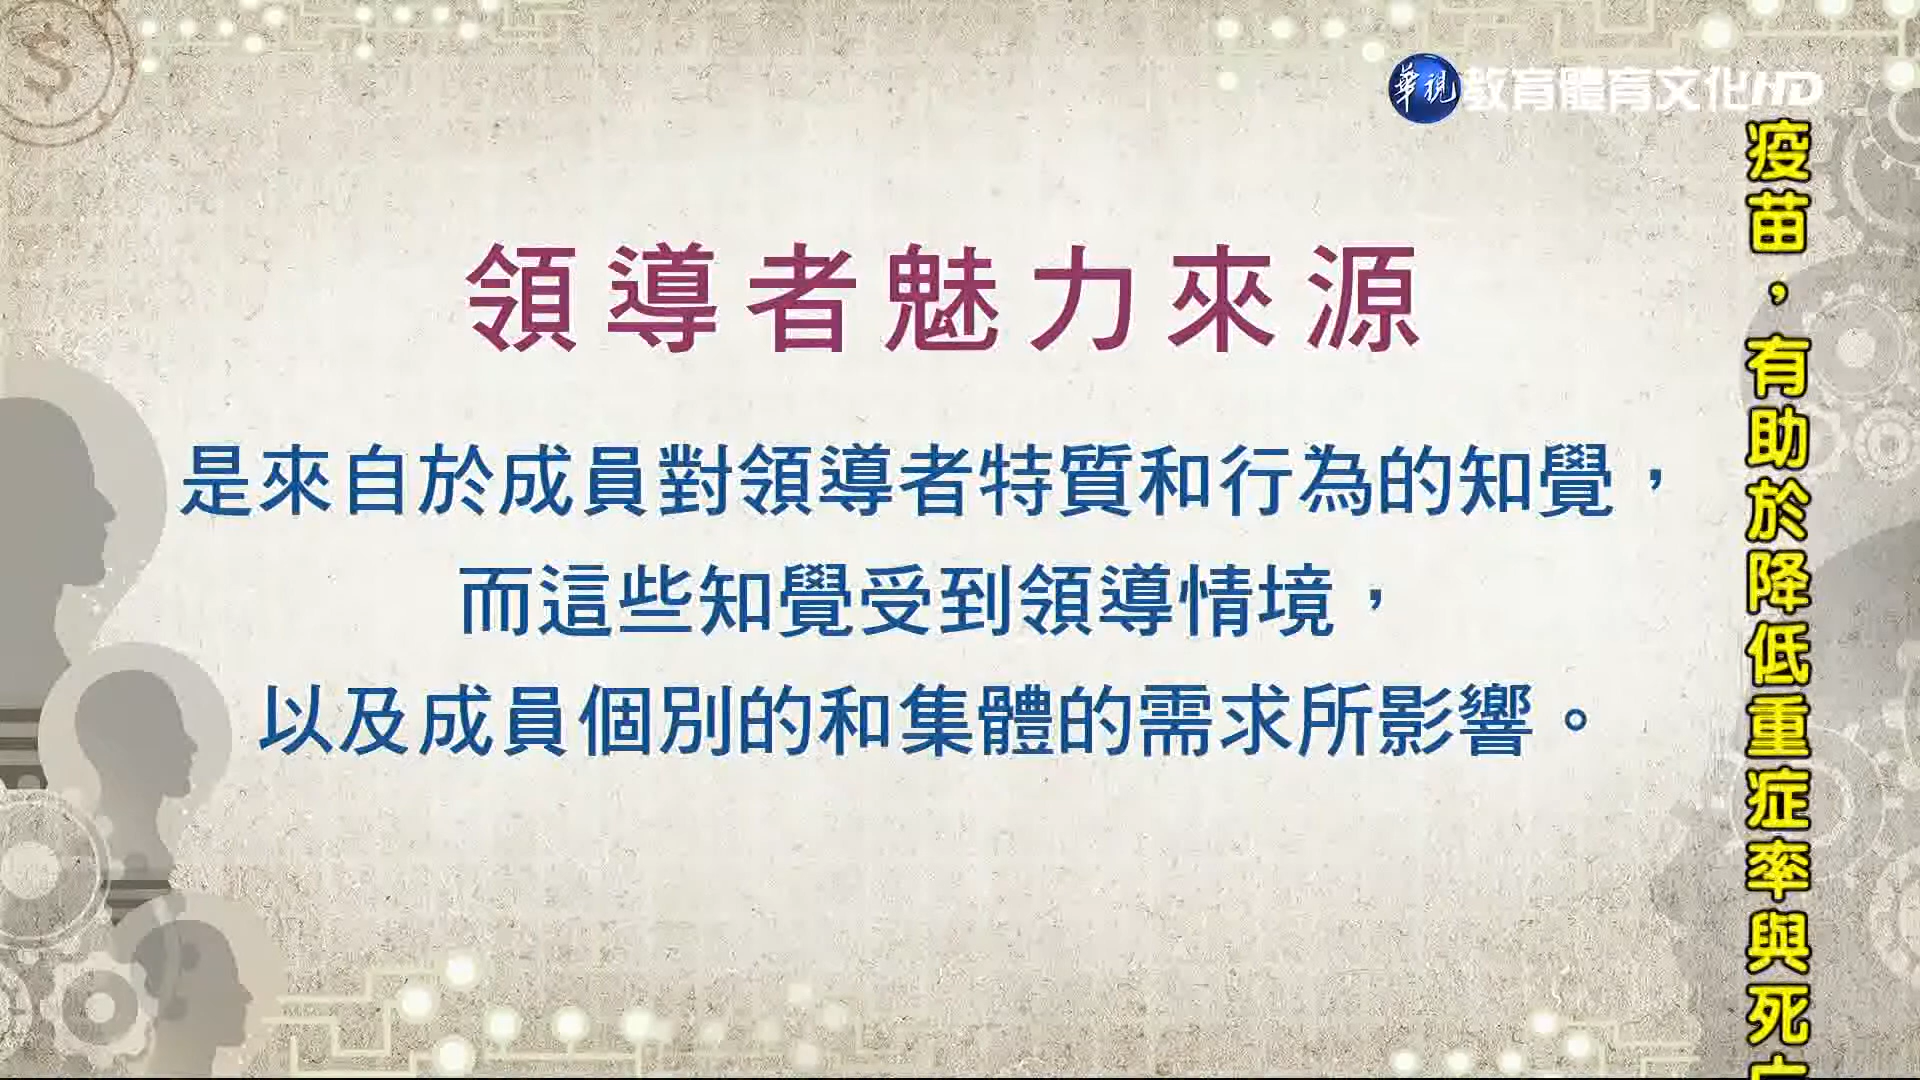 華視 教育體育文化HD
領導者魅力來源
是來自於成員對領導者特質和行為的知覺，
而這些知覺受到領導情境，
以及成員個別的和集體的需求所影響。
疫苗，有助於降低重症率與死亡